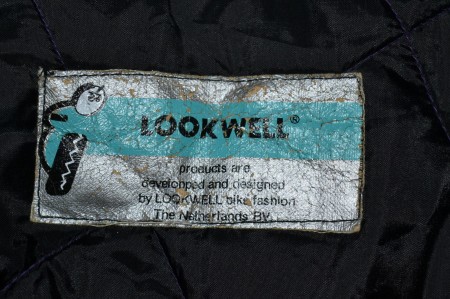 LOOKWELL®
products are
developped and designed
by LOOKWELL bike fashion
The Netherlands BV.